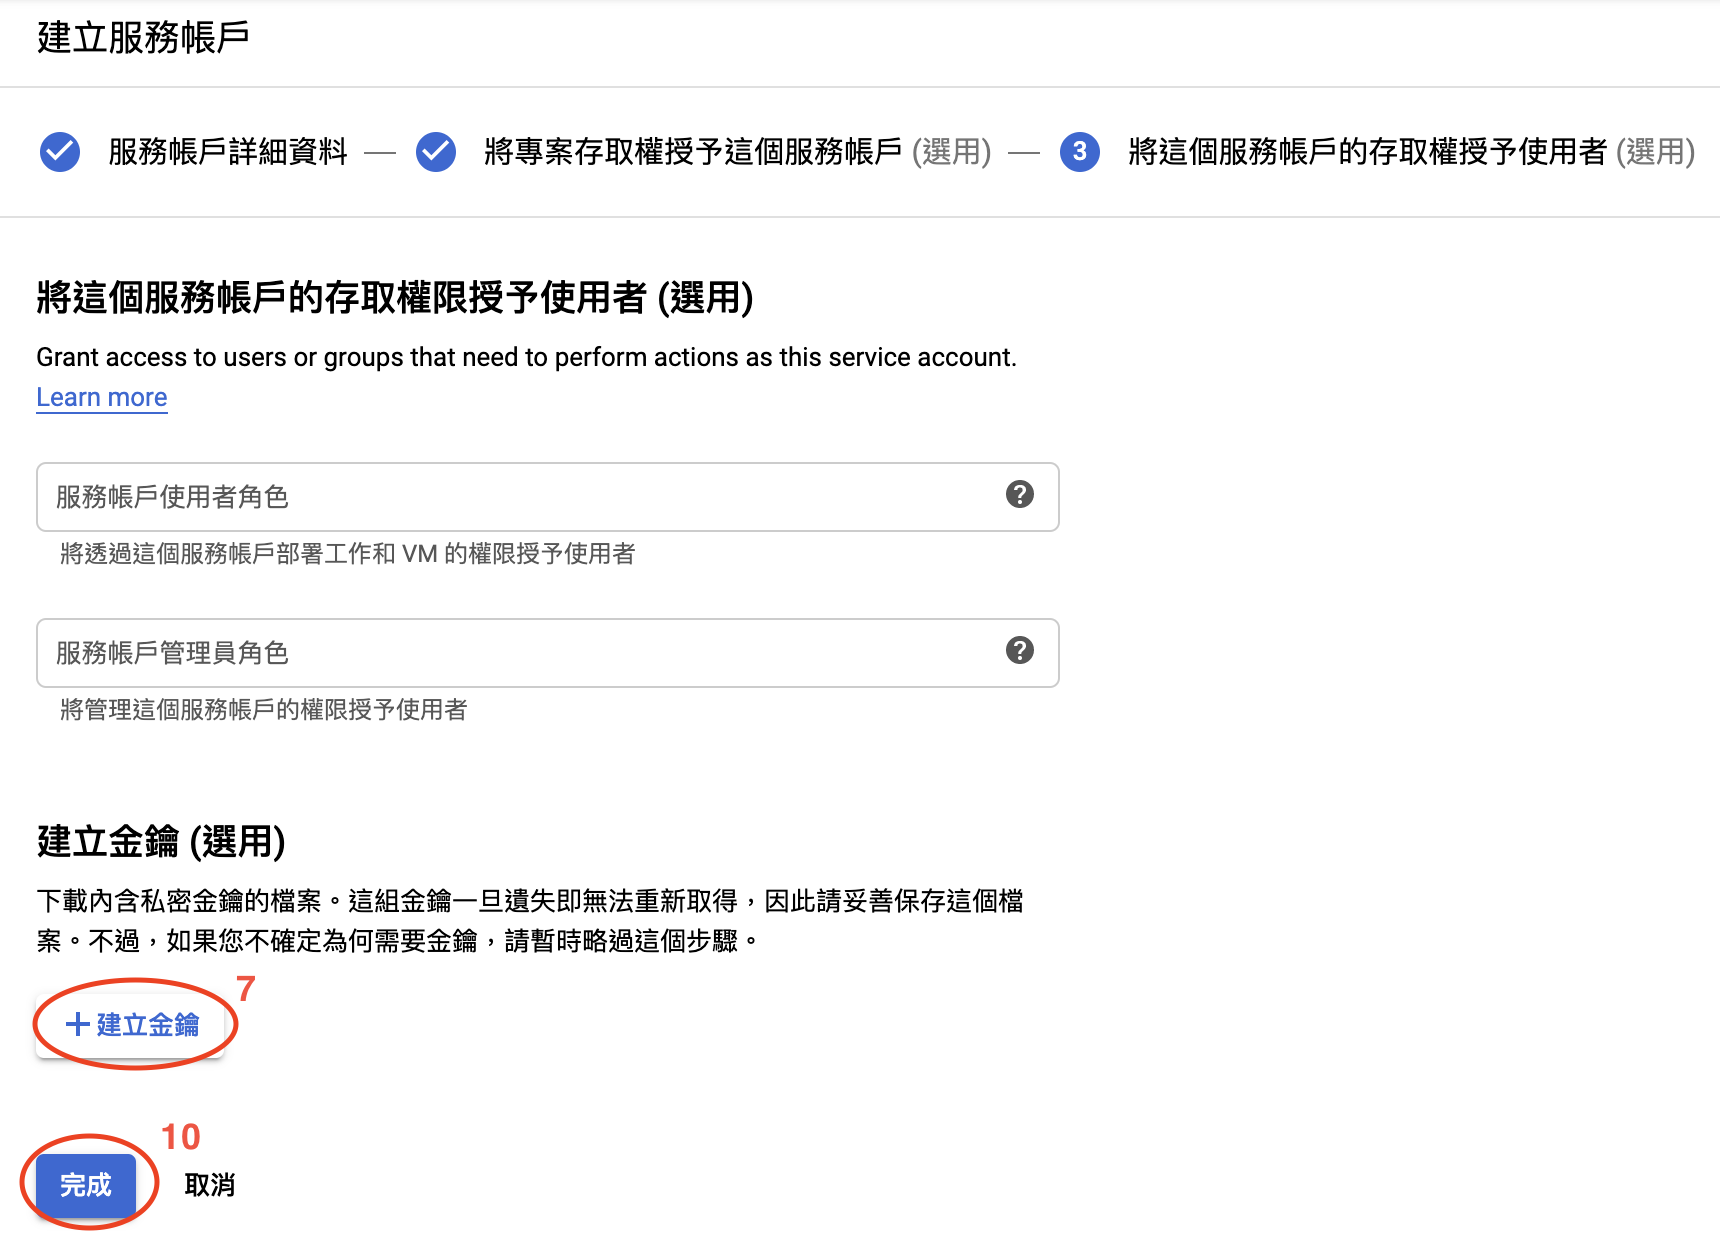 建立服務帳戶
服務帳戶詳細資料 — 將專案存取權授予這個服務帳戶 (選用) — 3 將這個服務帳戶的存取權授予使用者 (選用)
將這個服務帳戶的存取權限授予使用者 (選用)
Grant access to users or groups that need to perform actions as this service account.
Learn more
服務帳戶使用者角色 ?
將透過這個服務帳戶部署工作和 VM 的權限授予使用者
服務帳戶管理員角色 ?
將管理這個服務帳戶的權限授予使用者
建立金鑰 (選用)
下載內含私密金鑰的檔案。這組金鑰一旦遺失即無法重新取得，因此請妥善保存這個檔
案。不過，如果您不確定為何需要金鑰，請暫時略過這個步驟。
7
+ 建立金鑰
10
完成 取消